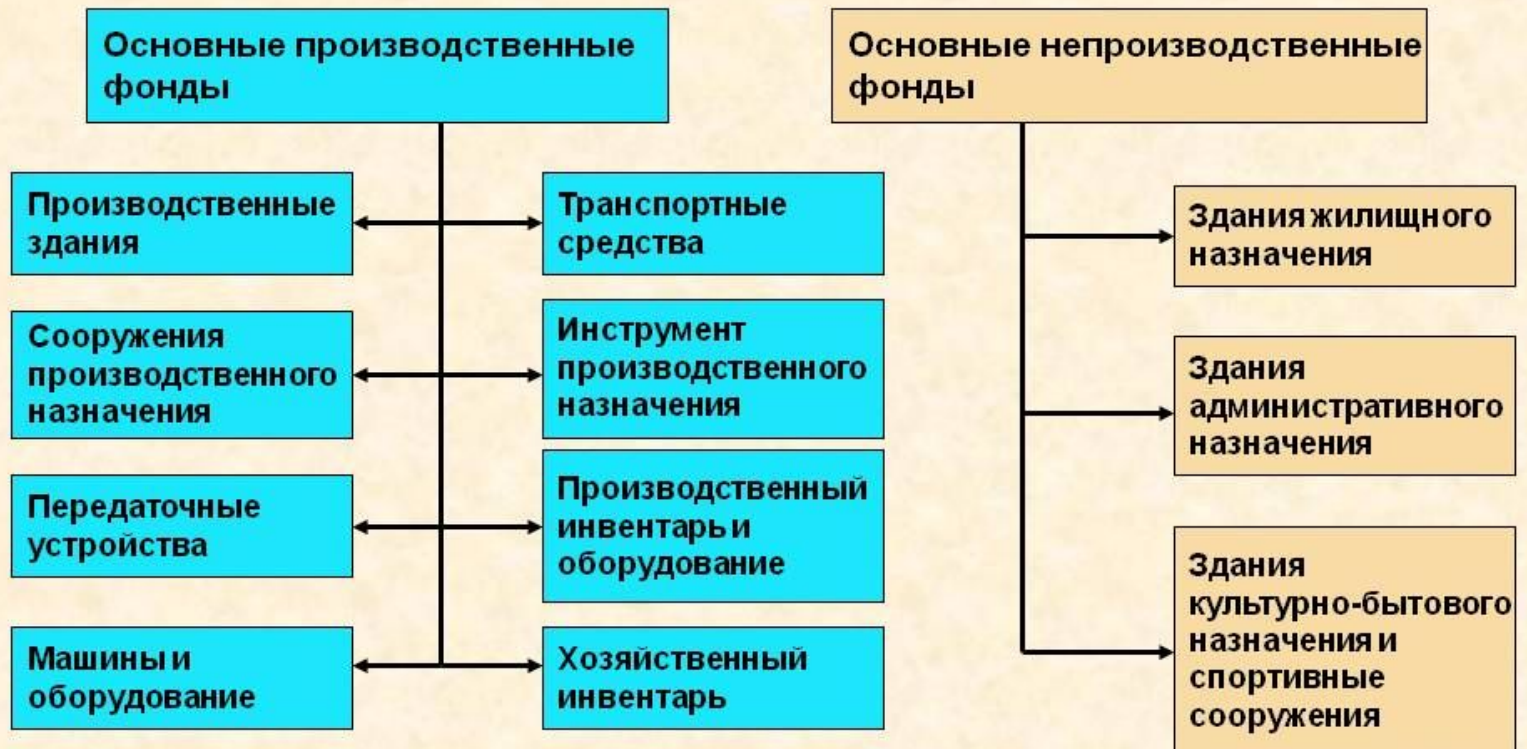 Основные производственные
фонды
Основные непроизводственные
фонды
Производственные
здания
Транспортные
средства
Здания жилищного
назначения
Сооружения
производственного
назначения
Инструмент
производственного
назначения
Здания
административного
назначения
Передаточные
устройства
Производственный
инвентарь и
оборудование
Здания
культурно-бытового
назначения и
спортивные
сооружения
Машины и
оборудование
Хозяйственный
инвентарь